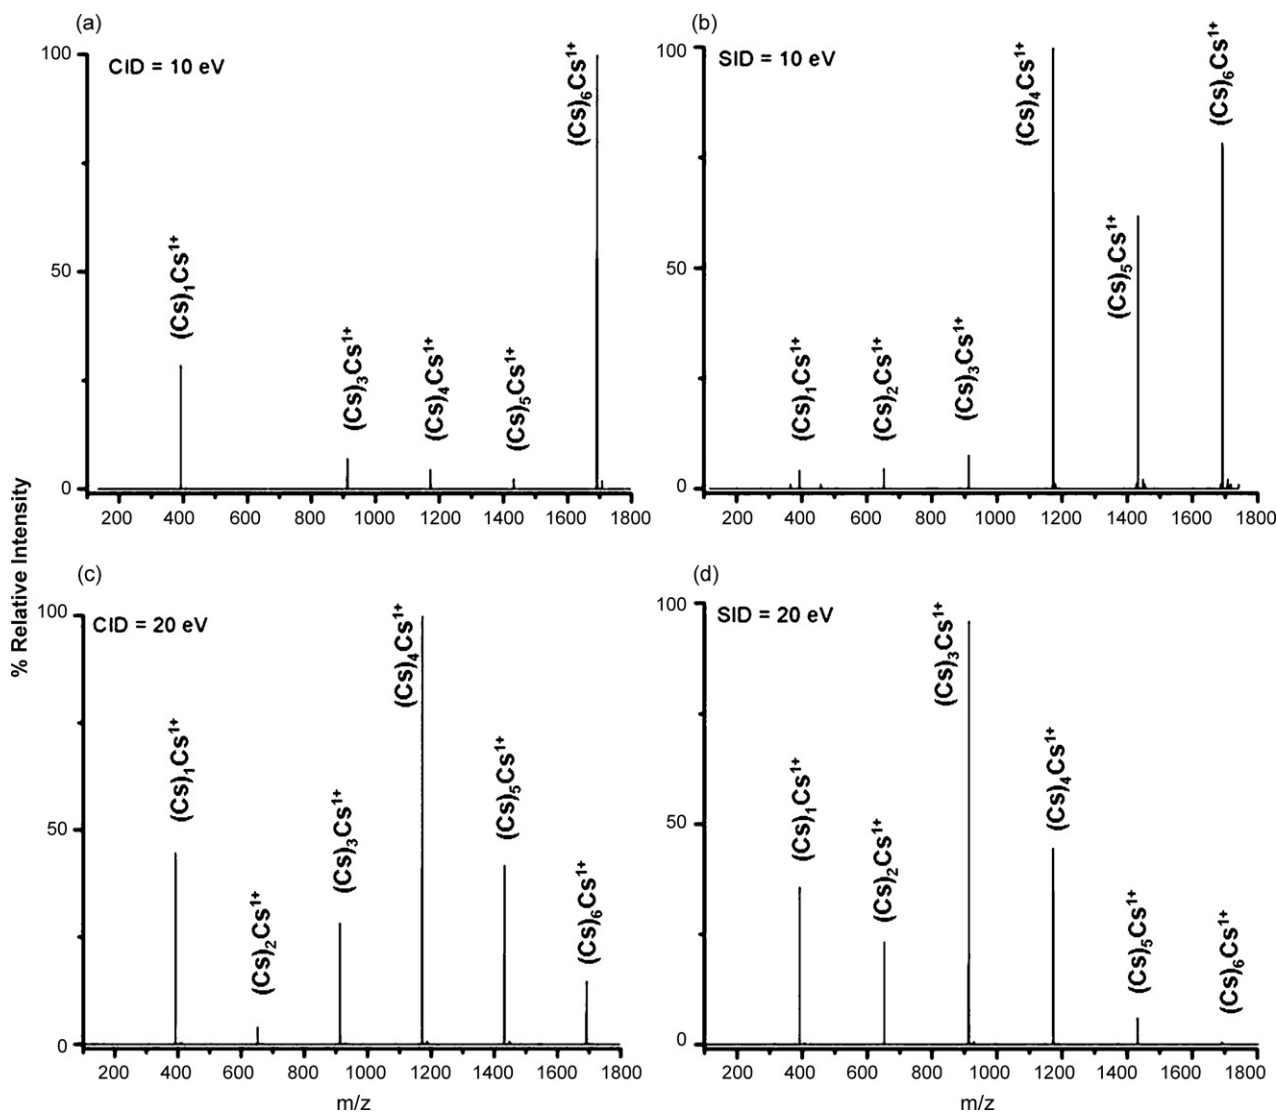 (a)
CID = 10 eV
100
50
0
(Cs)₁Cs¹⁺
(Cs)₃Cs¹⁺
(Cs)₄Cs¹⁺
(Cs)₅Cs¹⁺
(Cs)₆Cs¹⁺
200 400 600 800 1000 1200 1400 1600 1800
(b)
SID = 10 eV
100
50
0
(Cs)₁Cs¹⁺
(Cs)₂Cs¹⁺
(Cs)₃Cs¹⁺
(Cs)₄Cs¹⁺
(Cs)₅Cs¹⁺
(Cs)₆Cs¹⁺
200 400 600 800 1000 1200 1400 1600 1800
% Relative Intensity
(c)
CID = 20 eV
100
50
0
(Cs)₁Cs¹⁺
(Cs)₂Cs¹⁺
(Cs)₃Cs¹⁺
(Cs)₄Cs¹⁺
(Cs)₅Cs¹⁺
(Cs)₆Cs¹⁺
200 400 600 800 1000 1200 1400 1600 1800
m/z
(d)
SID = 20 eV
100
50
0
(Cs)₁Cs¹⁺
(Cs)₂Cs¹⁺
(Cs)₃Cs¹⁺
(Cs)₄Cs¹⁺
(Cs)₅Cs¹⁺
(Cs)₆Cs¹⁺
200 400 600 800 1000 1200 1400 1600 1800
m/z